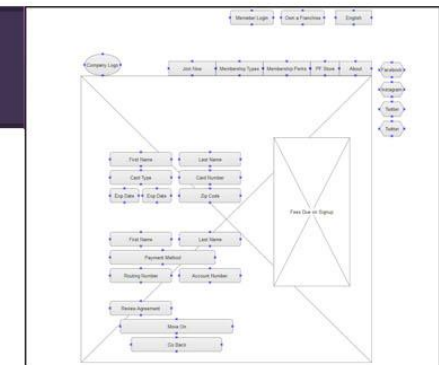 Memeber Login Own a Franchise English
Company Logo
Join Now Membership Types Membership Perks PF Store About
Facebook
Instagram
Twitter
Twitter
First Name Last Name
Card Type Card Number
Exp Date Exp Date Zip Code
Fees Due on Signup
First Name Last Name
Payment Method
Routing Number Account Number
Review Agreement
Move On
Go Back